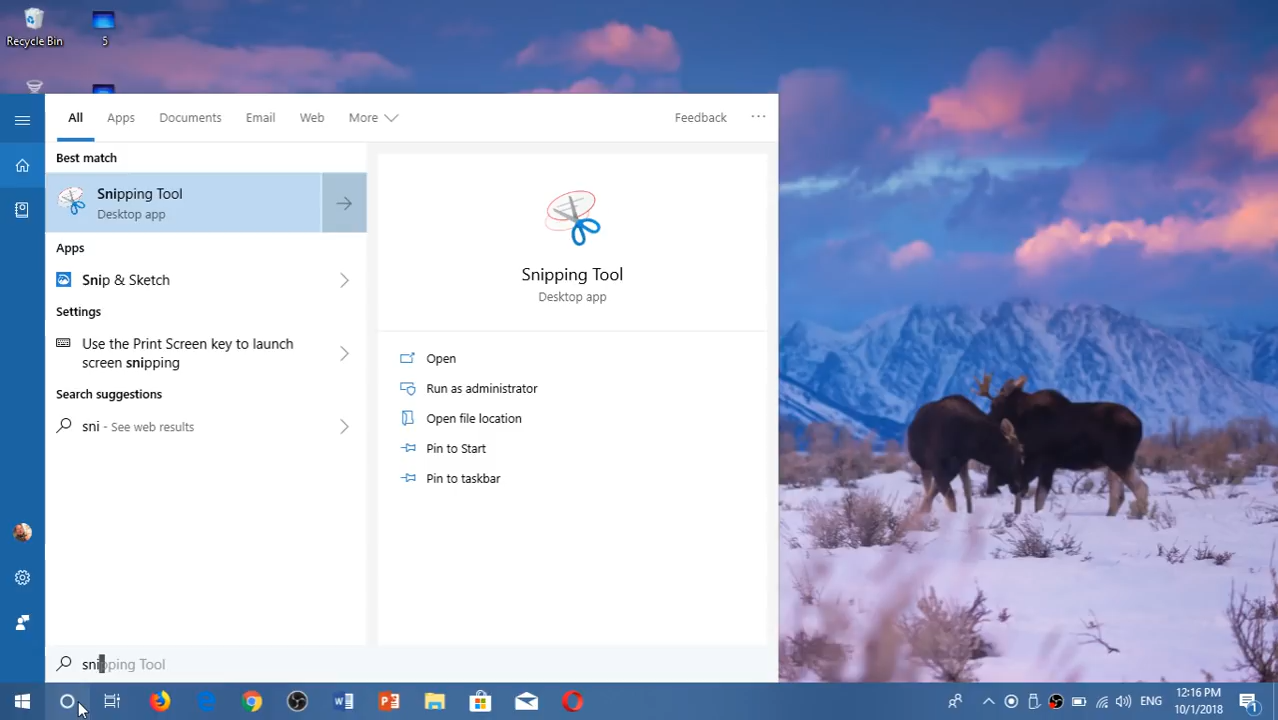 Recycle Bin
5
All Apps Documents Email Web More Feedback ...
Best match
Snipping Tool
Desktop app
Apps
Snip & Sketch
Settings
Use the Print Screen key to launch
screen snipping
Search suggestions
sni - See web results
Snipping Tool
Desktop app
Open
Run as administrator
Open file location
Pin to Start
Pin to taskbar
snipping Tool
ENG
12:16 PM
10/1/2018
1